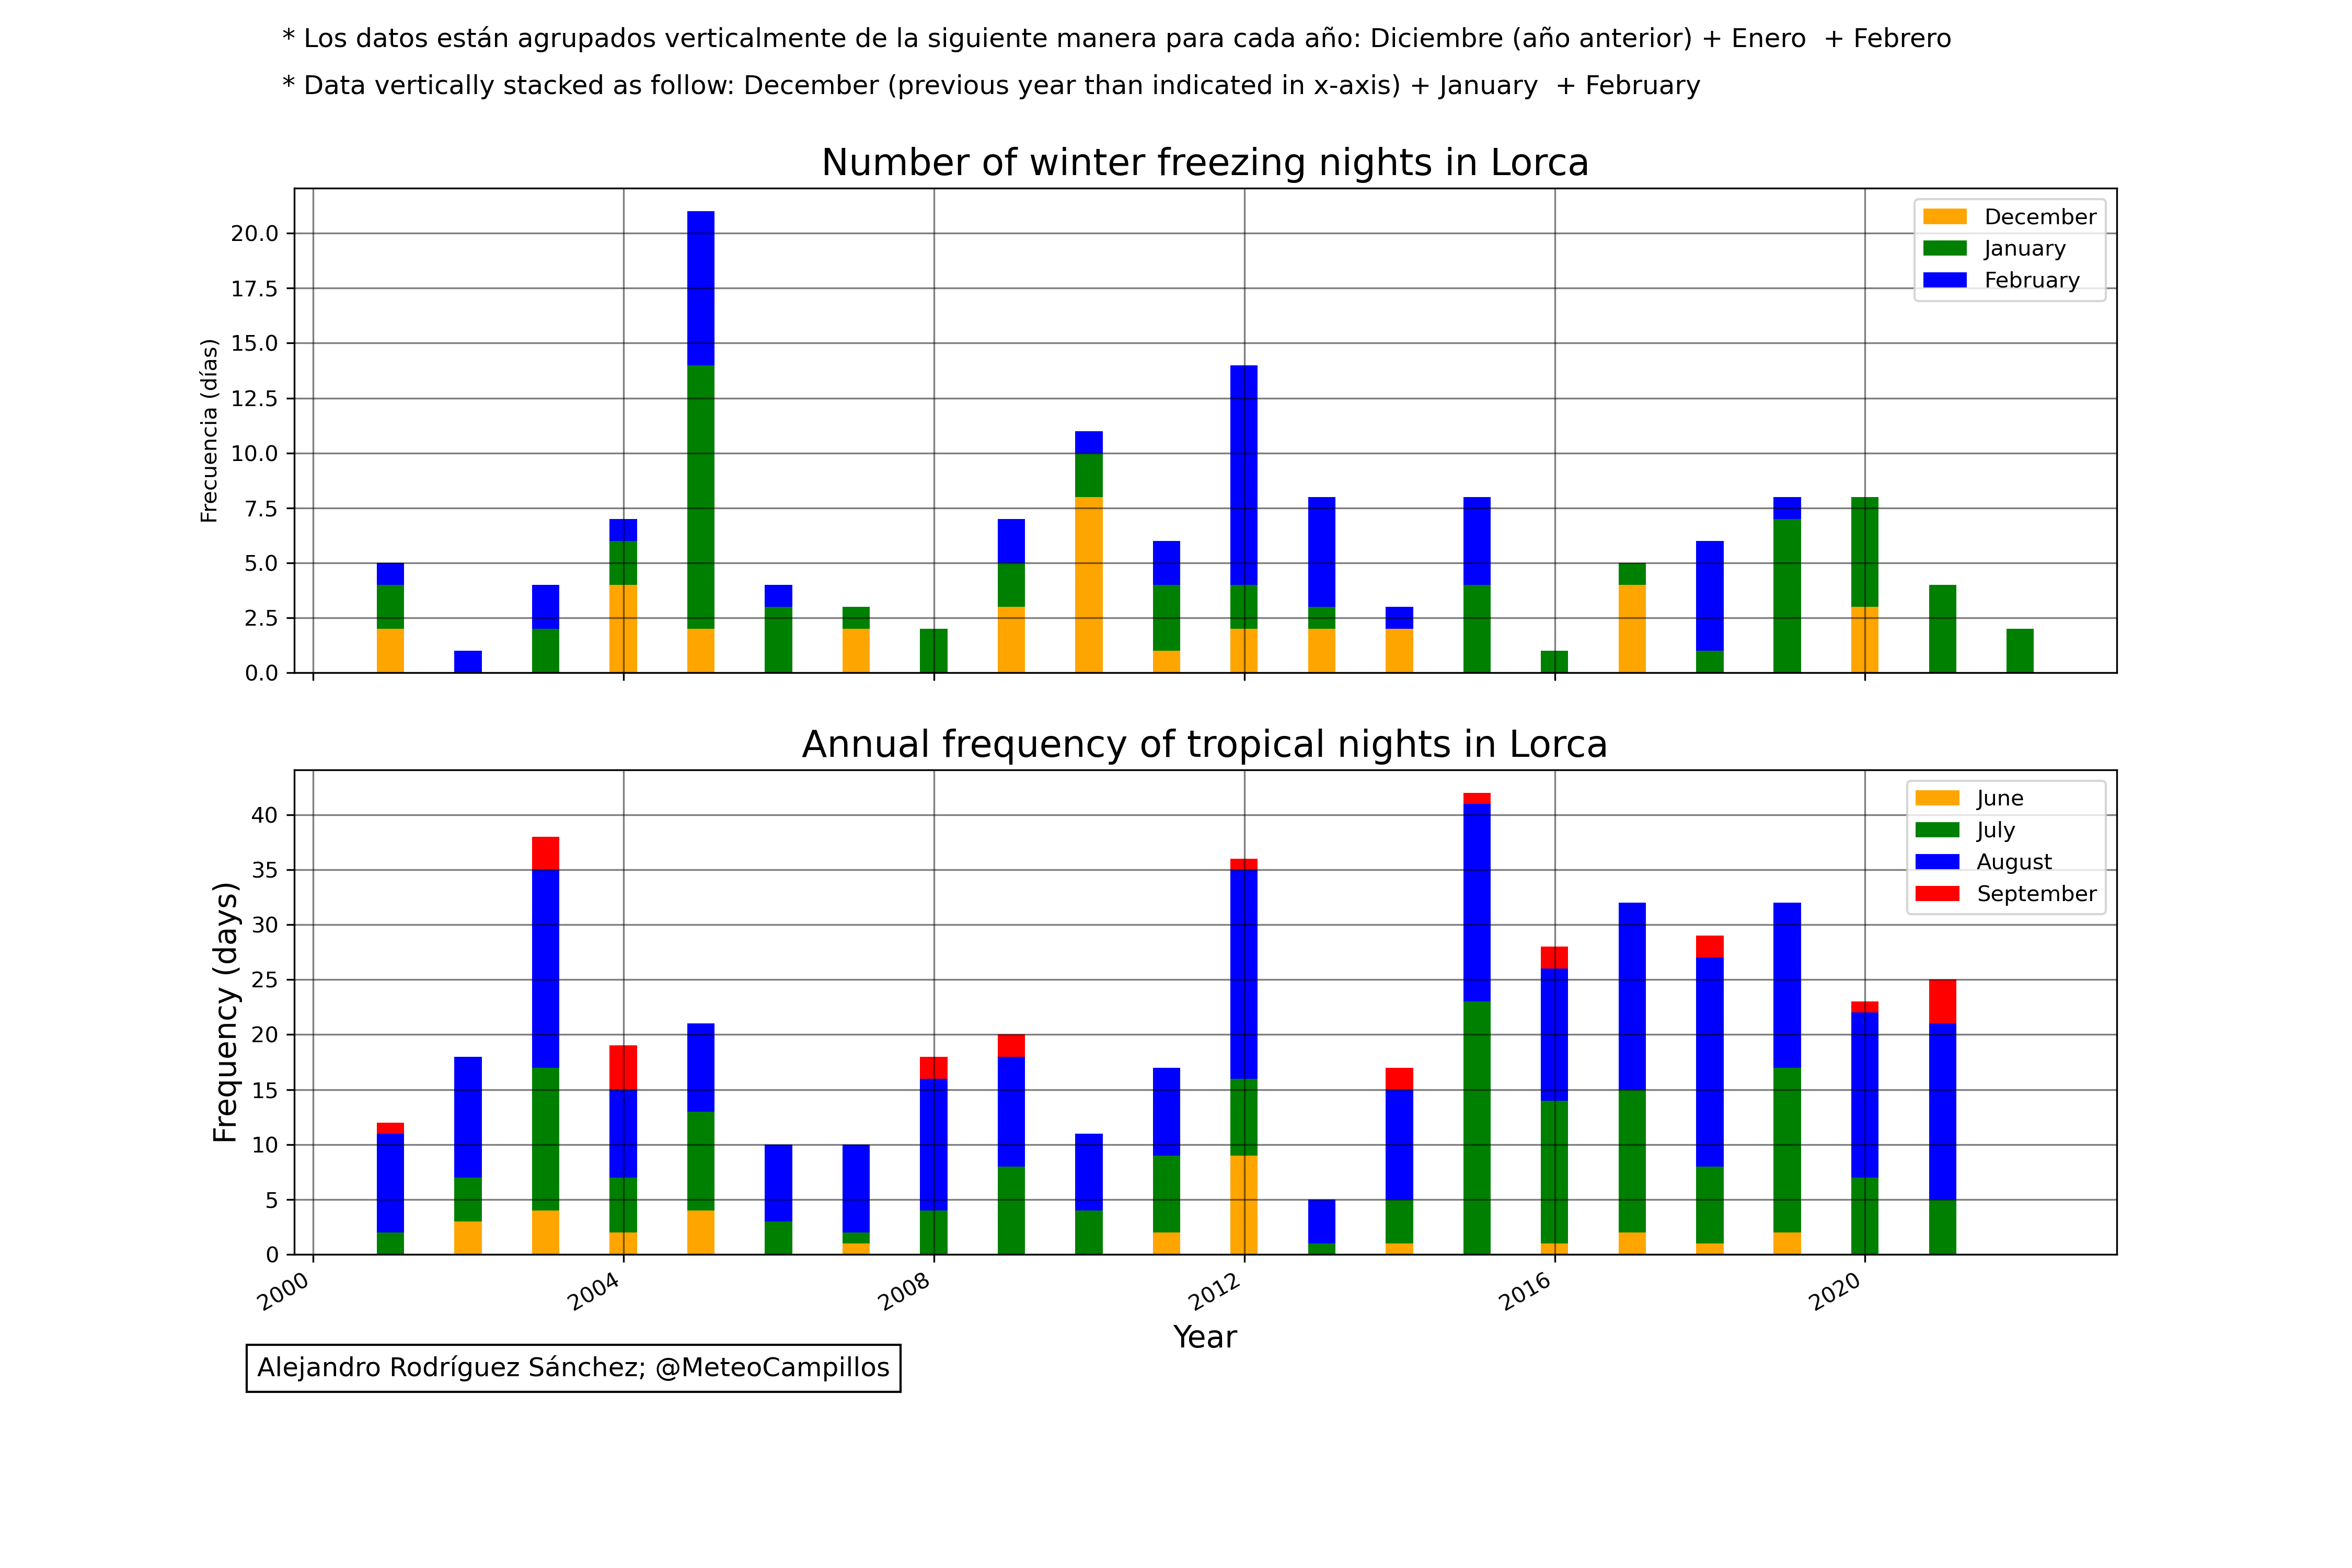 * Los datos están agrupados verticalmente de la siguiente manera para cada año: Diciembre (año anterior) + Enero  + Febrero
* Data vertically stacked as follow: December (previous year than indicated in x-axis) + January  + February
Number of winter freezing nights in Lorca
Frecuencia (días)
20.0
17.5
15.0
12.5
10.0
7.5
5.0
2.5
0.0
December
January
February
Annual frequency of tropical nights in Lorca
Frequency (days)
40
35
30
25
20
15
10
5
0
June
July
August
September
2000
2004
2008
2012
2016
2020
Year
Alejandro Rodríguez Sánchez; @MeteoCampillos